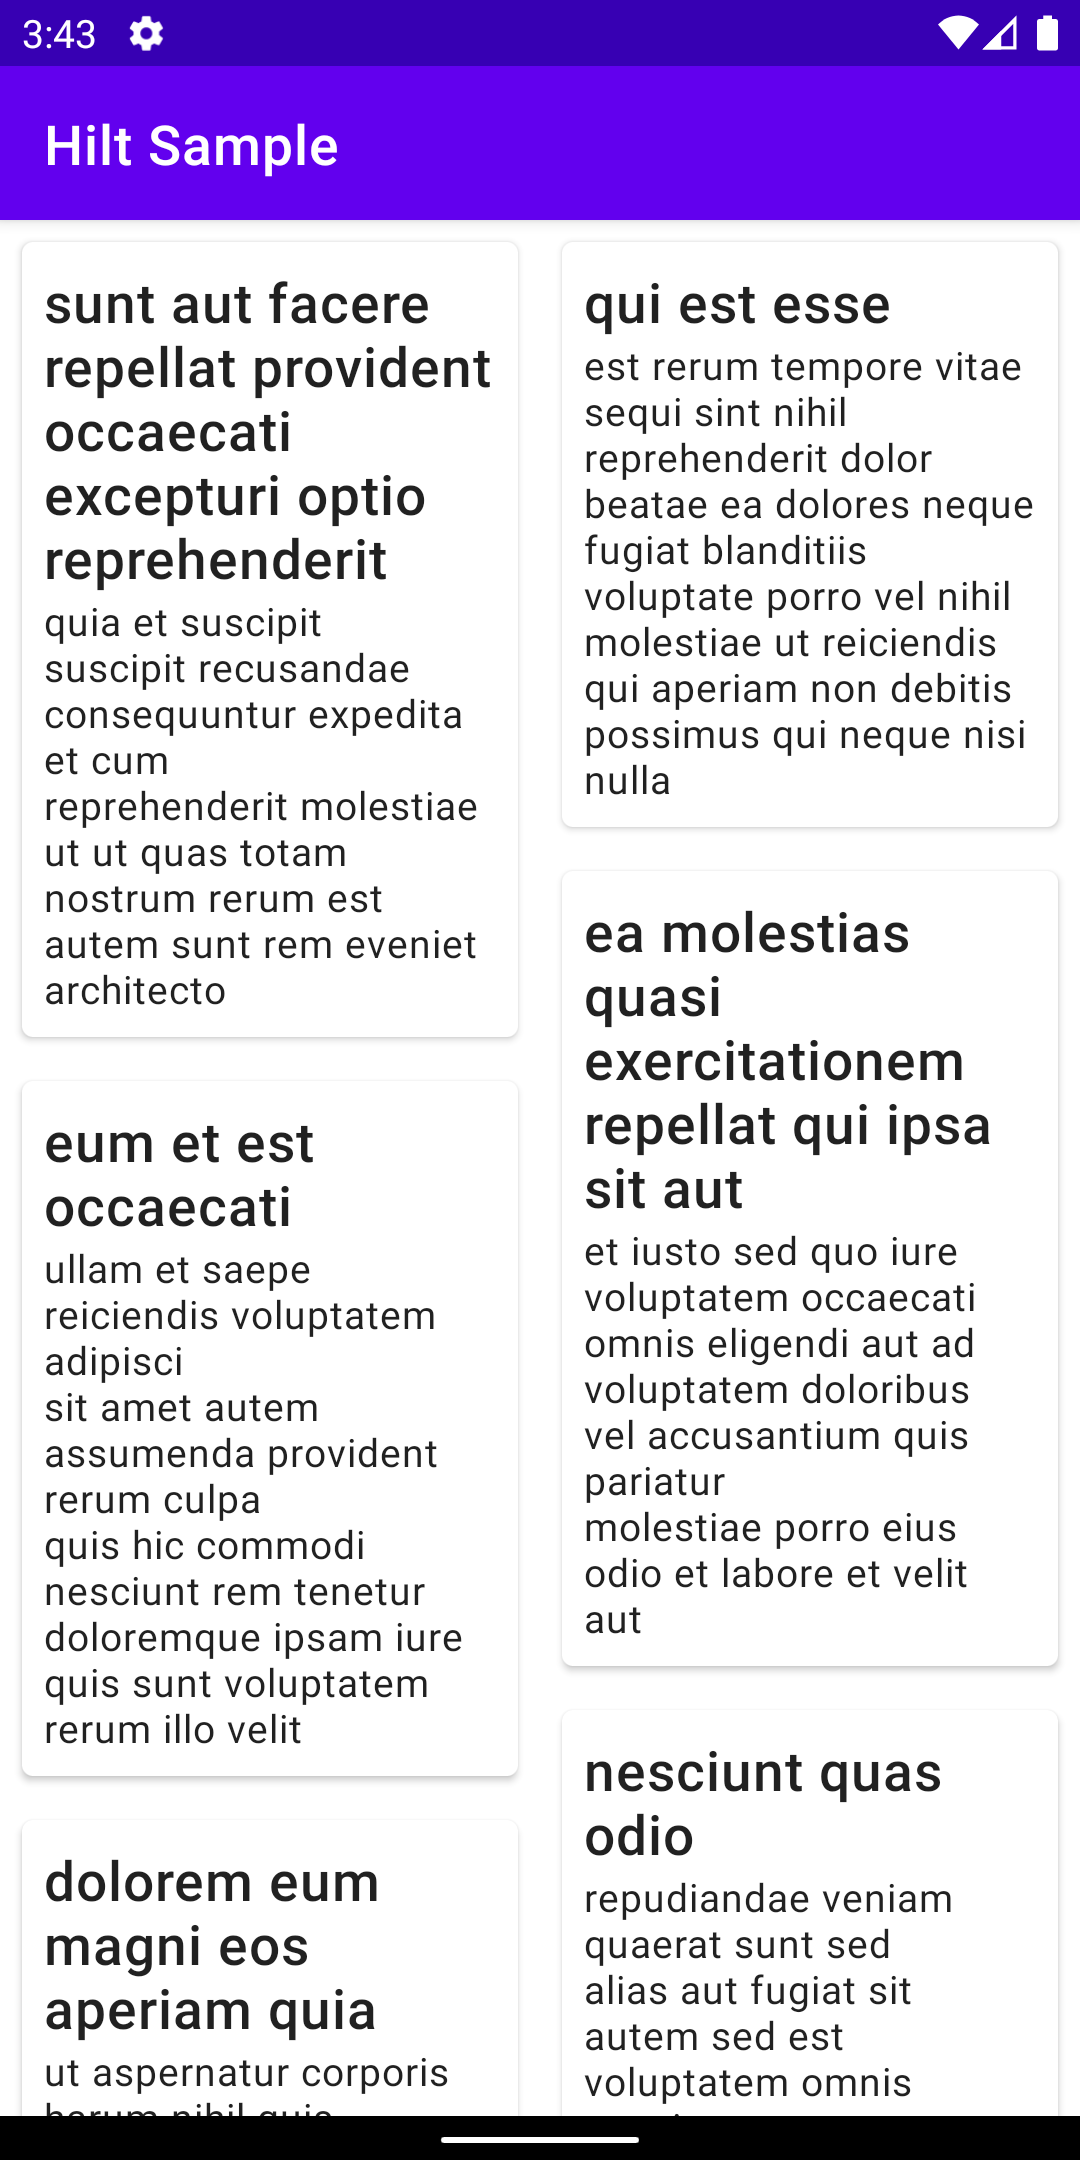 3:43
Hilt Sample
sunt aut facere
repellat provident
occaecati
excepturi optio
reprehenderit
quia et suscipit
suscipit recusandae
consequuntur expedita
et cum
reprehenderit molestiae
ut ut quas totam
nostrum rerum est
autem sunt rem eveniet
architecto
qui est esse
est rerum tempore vitae
sequi sint nihil
reprehenderit dolor
beatae ea dolores neque
fugiat blanditiis
voluptate porro vel nihil
molestiae ut reiciendis
qui aperiam non debitis
possimus qui neque nisi
nulla
ea molestias
quasi
exercitationem
repellat qui ipsa
sit aut
et iusto sed quo iure
voluptatem occaecati
omnis eligendi aut ad
voluptatem doloribus
vel accusantium quis
pariatur
molestiae porro eius
odio et labore et velit
aut
eum et est
occaecati
ullam et saepe
reiciendis voluptatem
adipisci
sit amet autem
assumenda provident
rerum culpa
quis hic commodi
nesciunt rem tenetur
doloremque ipsam iure
quis sunt voluptatem
rerum illo velit
nesciunt quas
odio
repudiandae veniam
quaerat sunt sed
alias aut fugiat sit
autem sed est
voluptatem omnis
dolorem eum
magni eos
aperiam quia
ut aspernatur corporis
harum nihil quis